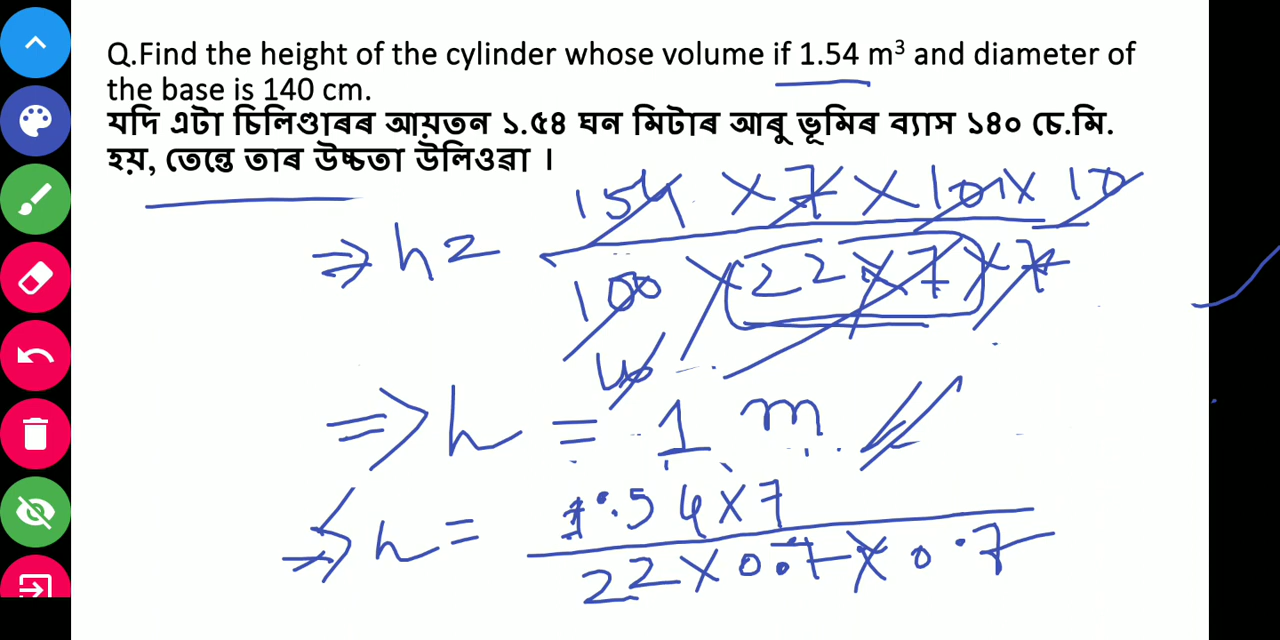 Q.Find the height of the cylinder whose volume if 1.54 m³ and diameter of
the base is 140 cm.
যদি এটা চিলিণ্ডাৰৰ আয়তন ১.৫৪ ঘন মিটাৰ আৰু ভূমিৰ ব্যাস ১৪০ চে.মি.
হয়, তেন্তে তাৰ উচ্চতা উলিওৱা ।
154 × 7 × 10 × 10
⇒ h =
100 × 22 × 7 × 7
⇒ h = 1 m
1.54 × 7
⇒ h =
22 × 0.7 × 0.7